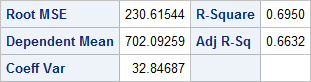 Root MSE 230.61544 R-Square 0.6950
Dependent Mean 702.09259 Adj R-Sq 0.6632
Coeff Var 32.84687